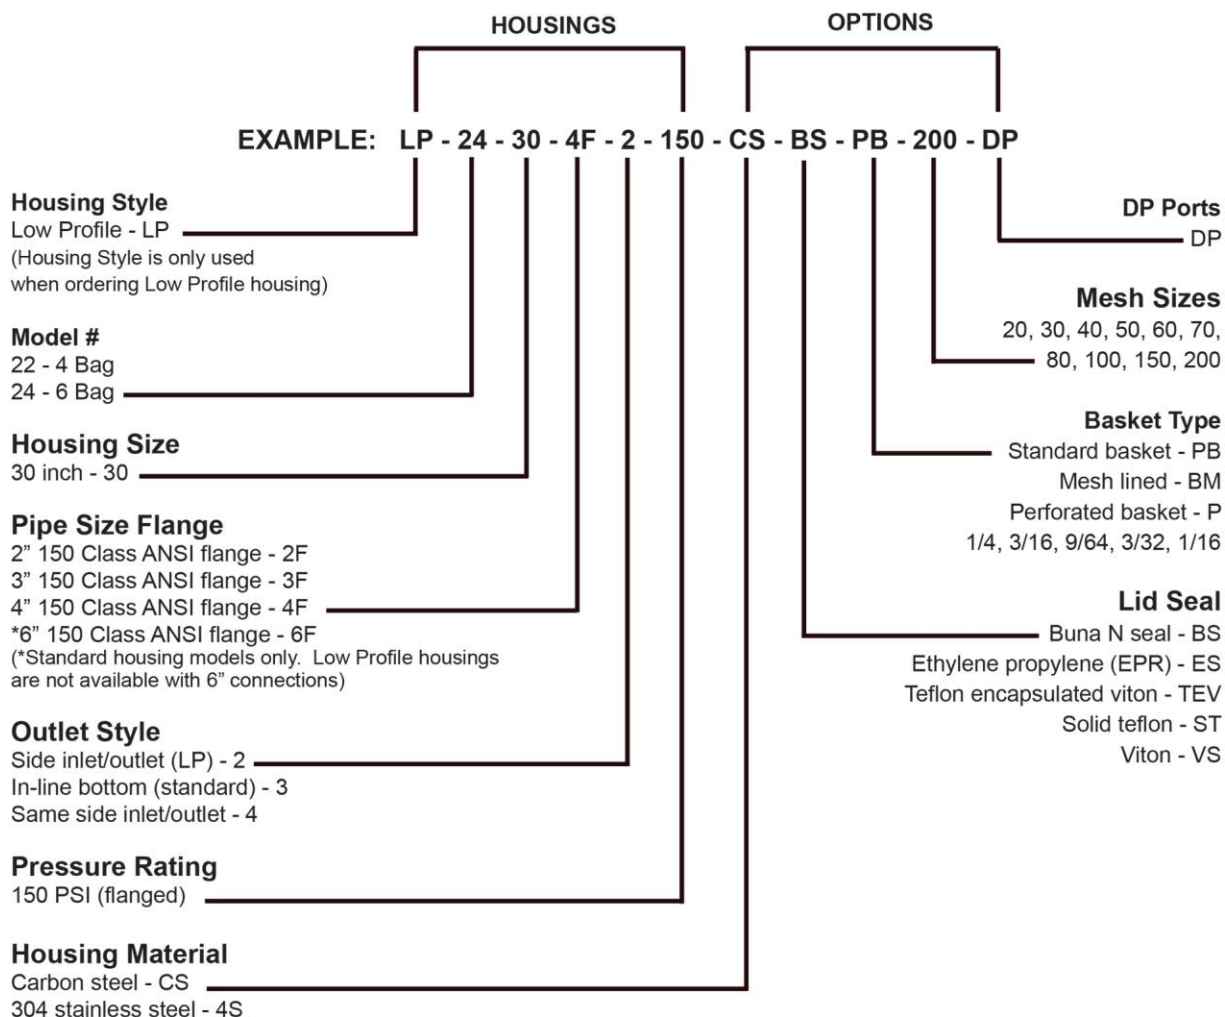 HOUSINGS
OPTIONS
EXAMPLE: LP - 24 - 30 - 4F - 2 - 150 - CS - BS - PB - 200 - DP
Housing Style
Low Profile - LP
(Housing Style is only used
when ordering Low Profile housing)
Model #
22 - 4 Bag
24 - 6 Bag
Housing Size
30 inch - 30
Pipe Size Flange
2” 150 Class ANSI flange - 2F
3” 150 Class ANSI flange - 3F
4” 150 Class ANSI flange - 4F
*6” 150 Class ANSI flange - 6F
(*Standard housing models only. Low Profile housings
are not available with 6” connections)
Outlet Style
Side inlet/outlet (LP) - 2
In-line bottom (standard) - 3
Same side inlet/outlet - 4
Pressure Rating
150 PSI (flanged)
Housing Material
Carbon steel - CS
304 stainless steel - 4S
DP Ports
DP
Mesh Sizes
20, 30, 40, 50, 60, 70,
80, 100, 150, 200
Basket Type
Standard basket - PB
Mesh lined - BM
Perforated basket - P
1/4, 3/16, 9/64, 3/32, 1/16
Lid Seal
Buna N seal - BS
Ethylene propylene (EPR) - ES
Teflon encapsulated viton - TEV
Solid teflon - ST
Viton - VS